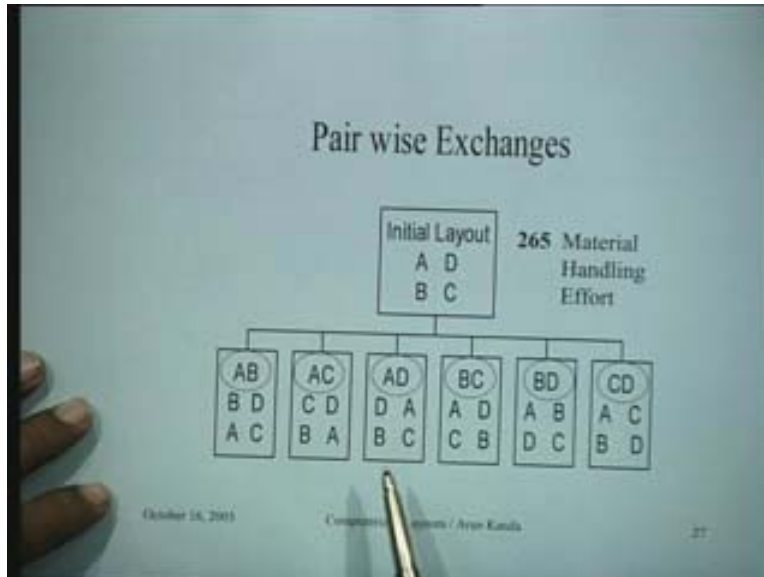 Pair wise Exchanges
Initial Layout
A D
B C
265 Material
Handling
Effort
AB
B D
A C
AC
C D
B A
AD
D A
B C
BC
A D
C B
BD
A B
D C
CD
A C
B D
October 16, 2003
/ Arun Kanda
27